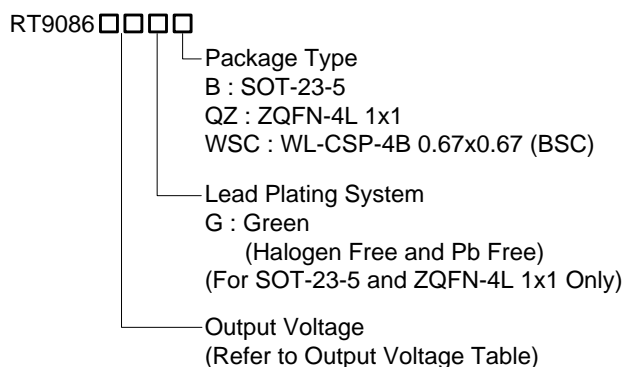 RT9086□□□□
Package Type
B : SOT-23-5
QZ : ZQFN-4L 1x1
WSC : WL-CSP-4B 0.67x0.67 (BSC)
Lead Plating System
G : Green
(Halogen Free and Pb Free)
(For SOT-23-5 and ZQFN-4L 1x1 Only)
Output Voltage
(Refer to Output Voltage Table)